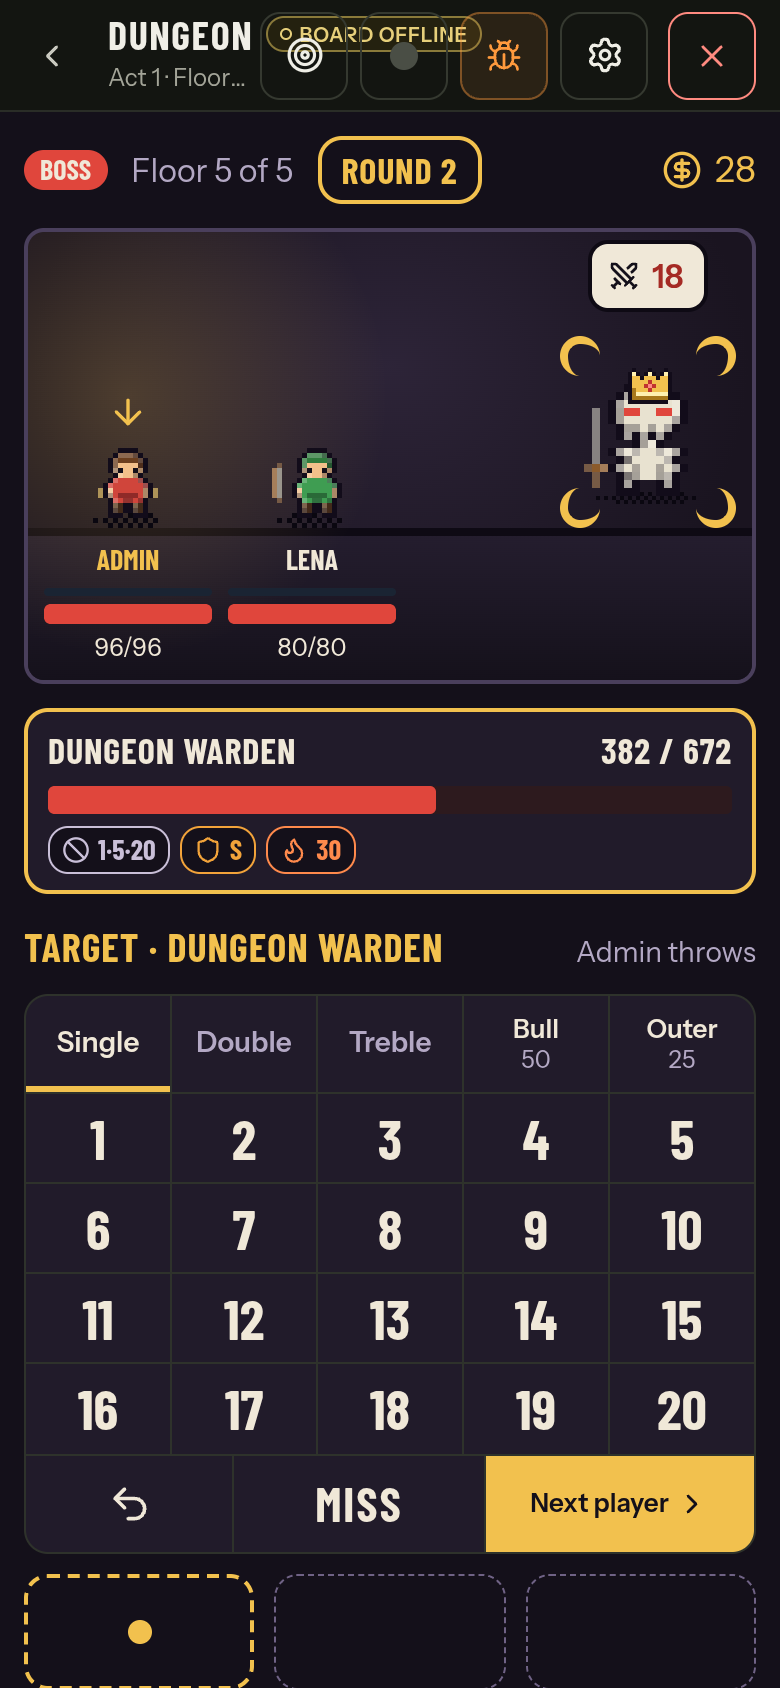 DUNGEON
BOARD OFFLINE
Act 1 · Floor...
BOSS
Floor 5 of 5
ROUND 2
28
18
ADMIN
LENA
96/96
80/80
DUNGEON WARDEN
382 / 672
1·5·20
S
30
TARGET · DUNGEON WARDEN
Admin throws
Single
Double
Treble
Bull
50
Outer
25
1 2 3 4 5
6 7 8 9 10
11 12 13 14 15
16 17 18 19 20
MISS
Next player